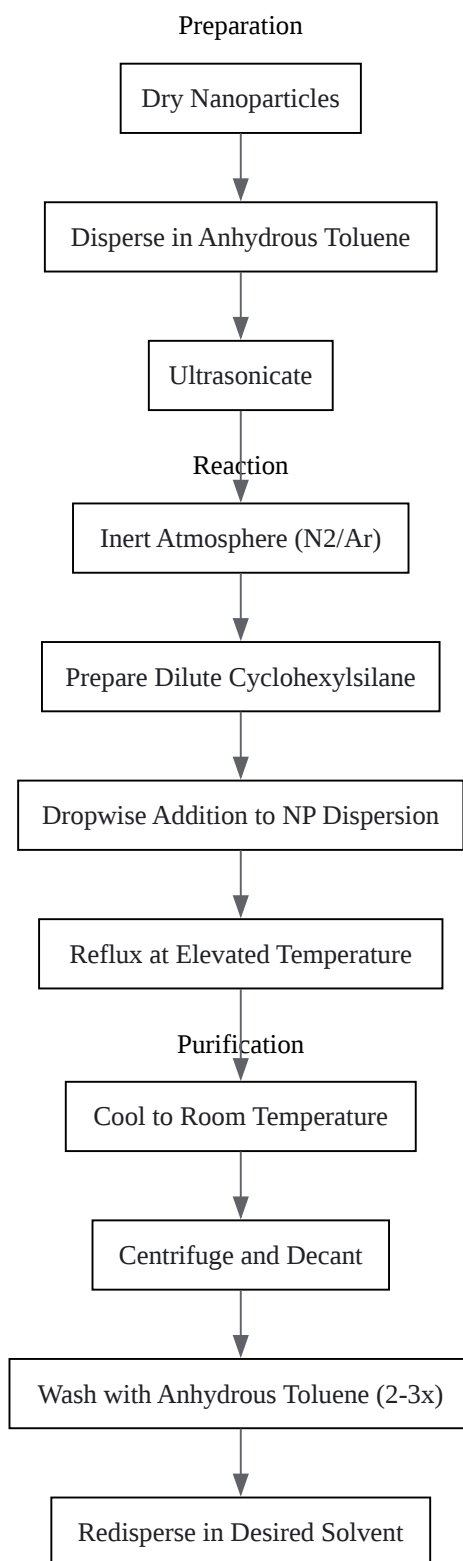 Preparation
Dry Nanoparticles
Disperse in Anhydrous Toluene
Ultrasonicate
Reaction
Inert Atmosphere (N2/Ar)
Prepare Dilute Cyclohexylsilane
Dropwise Addition to NP Dispersion
Reflux at Elevated Temperature
Purification
Cool to Room Temperature
Centrifuge and Decant
Wash with Anhydrous Toluene (2-3x)
Redisperse in Desired Solvent